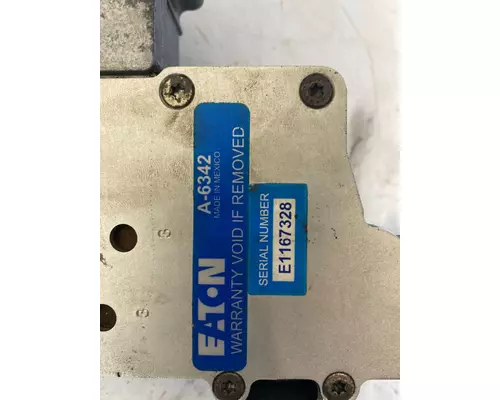 A-6342
MADE IN MEXICO
EATON
WARRANTY VOID IF REMOVED
SERIAL NUMBER
E1167328
S
S